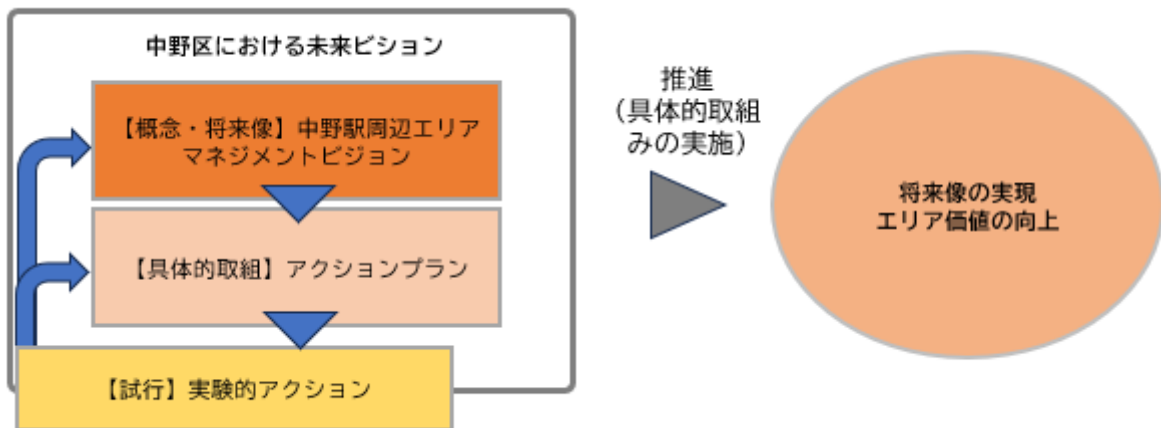 中野区における未来ビション
【概念・将来像】中野駅周辺エリア
マネジメントビジョン
【具体的取組】アクションプラン
【試行】実験的アクション
推進
（具体的取組
みの実施）
将来像の実現
エリア価値の向上